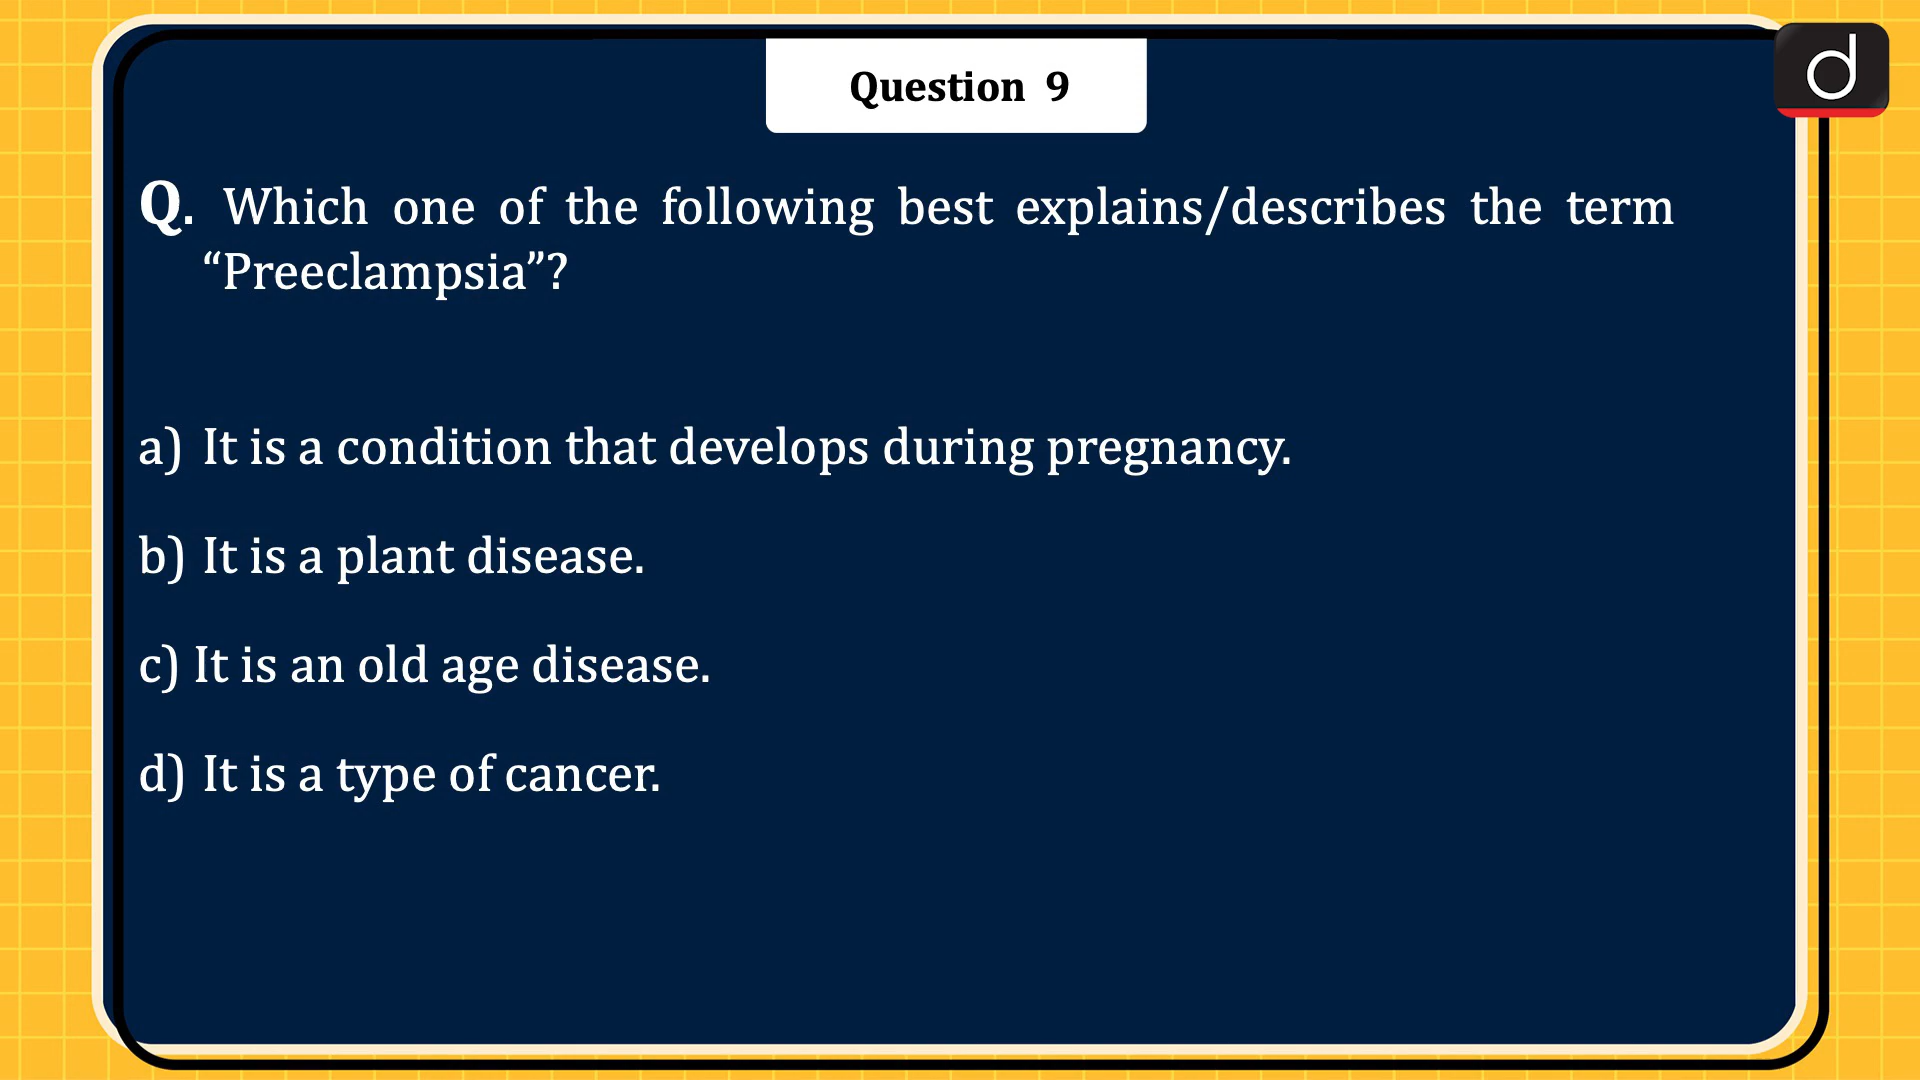 Question 9
Q. Which one of the following best explains/describes the term
“Preeclampsia”?
a) It is a condition that develops during pregnancy.
b) It is a plant disease.
c) It is an old age disease.
d) It is a type of cancer.